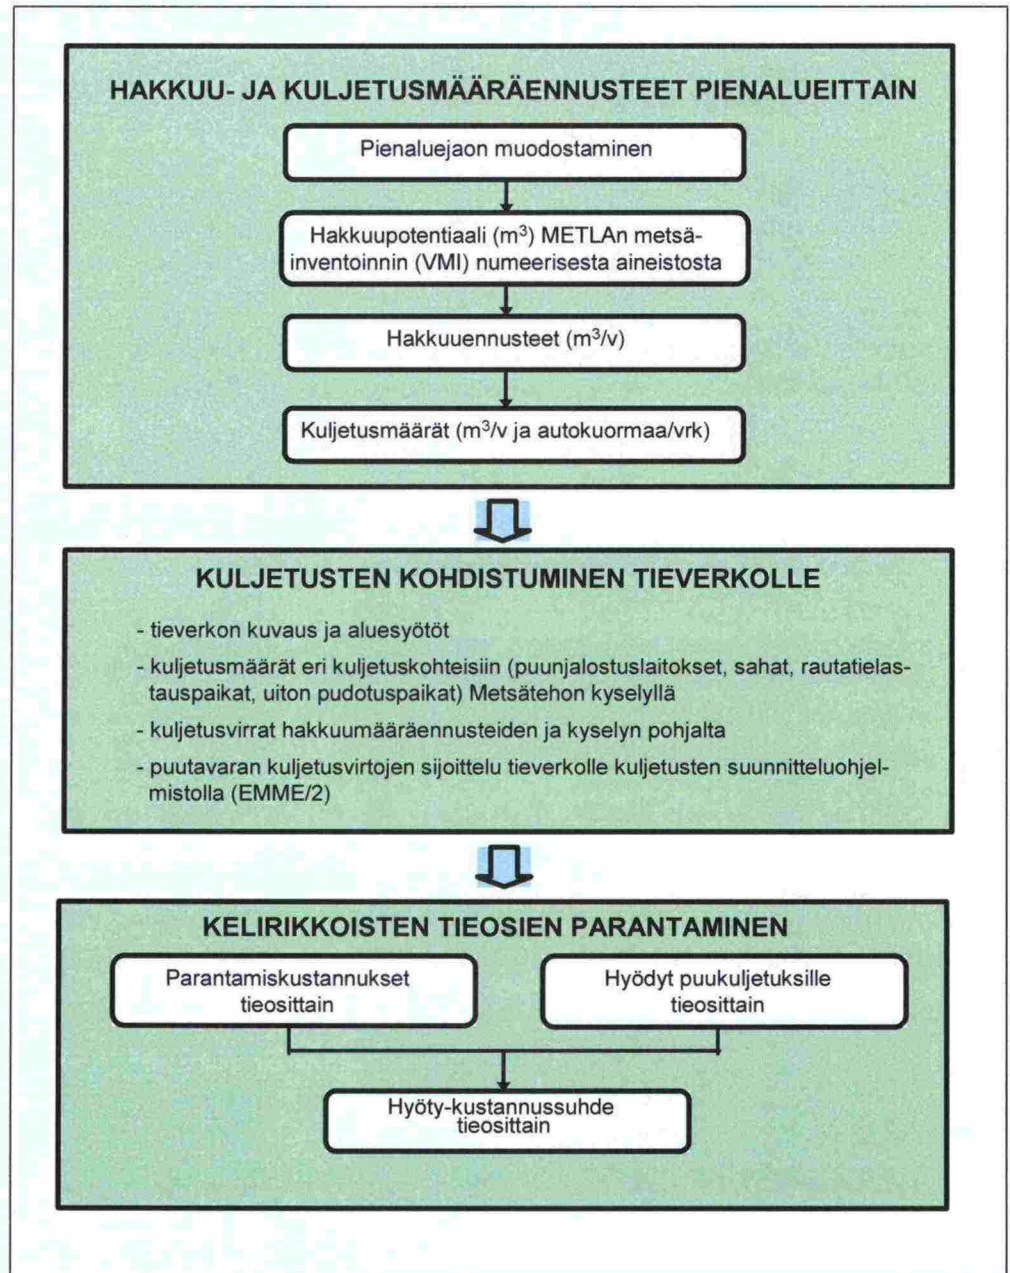 HAKKUU- JA KULJETUSMÄÄRÄENNUSTEET PIENALUEITTAIN
Pienaluejaon muodostaminen
Hakkuupotentiaali (m³) METLAn metsä-
inventoinnin (VMI) numeerisesta aineistosta
Hakkuuennusteet (m³/v)
Kuljetusmäärät (m³/v ja autokuormaa/vrk)
KULJETUSTEN KOHDISTUMINEN TIEVERKOLLE
- tieverkon kuvaus ja aluesyötöt
- kuljetusmäärät eri kuljetuskohteisiin (puunjalostuslaitokset, sahat, rautatielas-
tauspaikat, uiton pudotuspaikat) Metsätehon kyselyllä
- kuljetusvirrat hakkuumääräennusteiden ja kyselyn pohjalta
- puutavaran kuljetusvirtojen sijoittelu tieverkolle kuljetusten suunnitteluohjel-
mistolla (EMME/2)
KELIRIKKOISTEN TIEOSIEN PARANTAMINEN
Parantamiskustannukset
tieosittain
Hyödyt puukuljetuksille
tieosittain
Hyöty-kustannussuhde
tieosittain